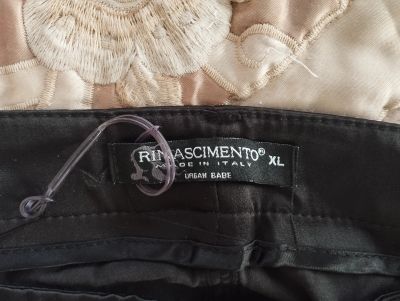 RINASCIMENTO® XL
MADE IN ITALY
URBAN BABE